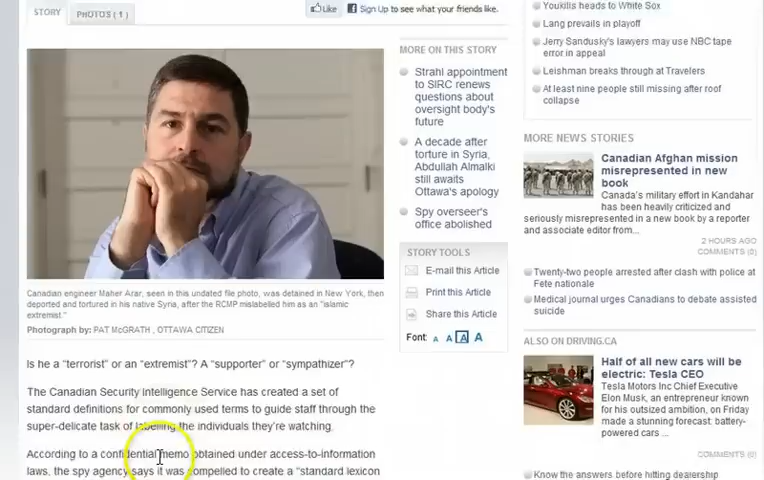 STORY
PHOTOS ( 1 )
Like
Sign Up to see what your friends like.
Canadian engineer Maher Arar, seen in this undated file photo, was detained in New York, then
deported and tortured in his native Syria, after the RCMP mislabelled him as an "islamic
extremist."
Photograph by: PAT McGRATH , OTTAWA CITIZEN
Is he a “terrorist” or an “extremist”? A “supporter” or “sympathizer”?
The Canadian Security Intelligence Service has created a set of
standard definitions for commonly used terms to guide staff through the
super-delicate task of labelling the individuals they’re watching.
According to a confidential memo obtained under access-to-information
laws, the spy agency says it was compelled to create a “standard lexicon
MORE ON THIS STORY
Strahl appointment
to SIRC renews
questions about
oversight body's
future
A decade after
torture in Syria,
Abdullah Almalki
still awaits
Ottawa's apology
Spy overseer's
office abolished
STORY TOOLS
E-mail this Article
Print this Article
Share this Article
Font: A A A A
Youkilis heads to White Sox
Lang prevails in playoff
Jerry Sandusky's lawyers may use NBC tape
error in appeal
Leishman breaks through at Travelers
At least nine people still missing after roof
collapse
MORE NEWS STORIES
Canadian Afghan mission
misrepresented in new
book
Canada's military effort in Kandahar
has been heavily criticized and
seriously misrepresented in a new book by a reporter
and associate editor from...
2 HOURS AGO
COMMENTS (0)
Twenty-two people arrested after clash with police at
Fete nationale
Medical journal urges Canadians to debate assisted
suicide
ALSO ON DRIVING.CA
Half of all new cars will be
electric: Tesla CEO
Tesla Motors Inc Chief Executive
Elon Musk, an entrepreneur known
for his outsized ambition, on Friday
made a stunning forecast: battery-
powered cars ...
COMMENTS (0)
Know the answers before hitting dealership